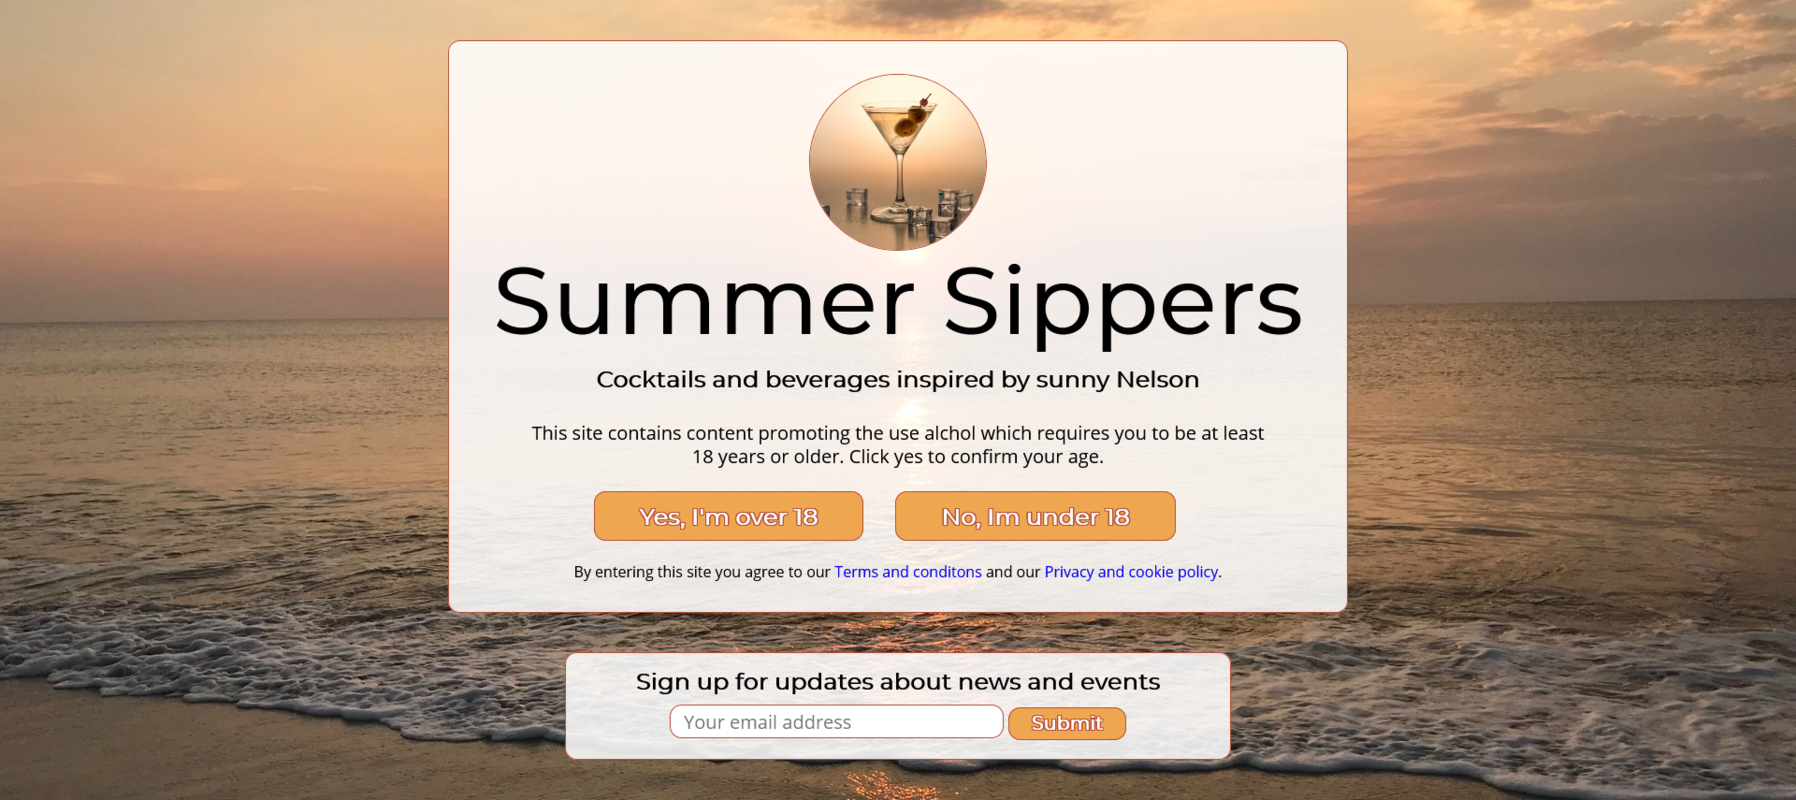 Summer Sippers
Cocktails and beverages inspired by sunny Nelson
This site contains content promoting the use alchol which requires you to be at least
18 years or older. Click yes to confirm your age.
Yes, I'm over 18
No, Im under 18
By entering this site you agree to our Terms and conditons and our Privacy and cookie policy.
Sign up for updates about news and events
Your email address
Submit